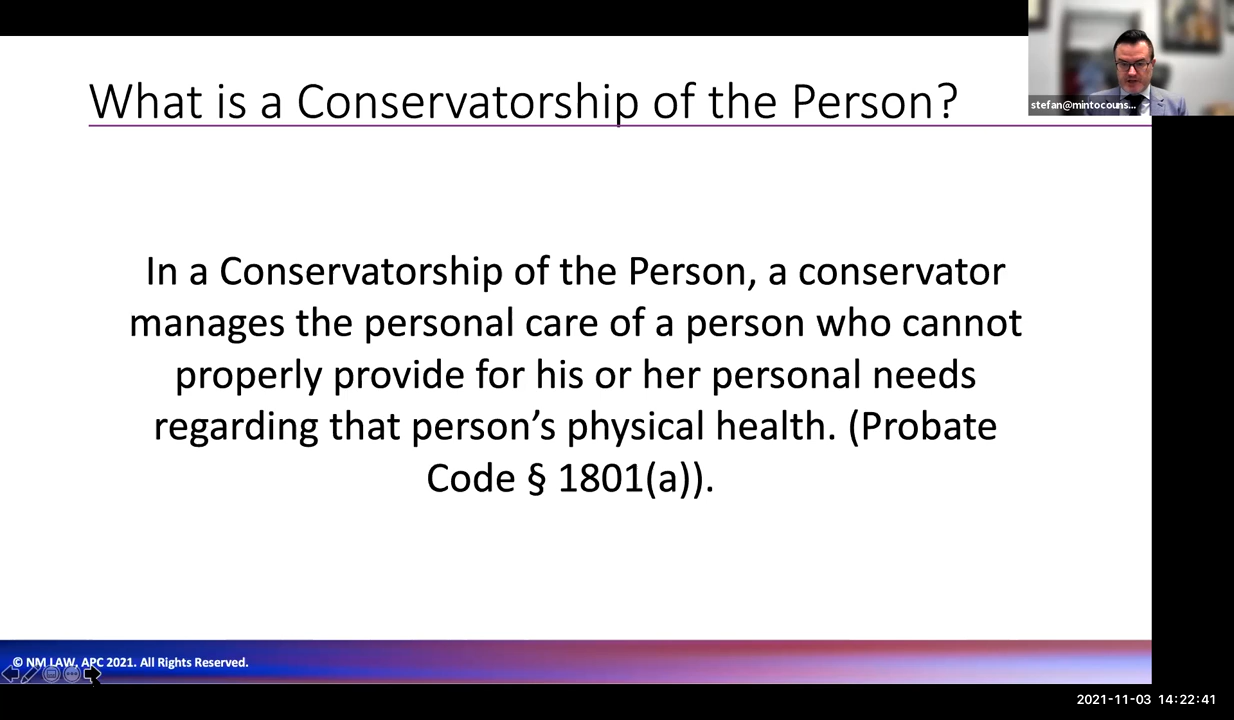 What is a Conservatorship of the Person?
stefan@mintocouns...
In a Conservatorship of the Person, a conservator
manages the personal care of a person who cannot
properly provide for his or her personal needs
regarding that person’s physical health. (Probate
Code § 1801(a)).
© NM LAW, APC 2021. All Rights Reserved.
2021-11-03 14:22:41